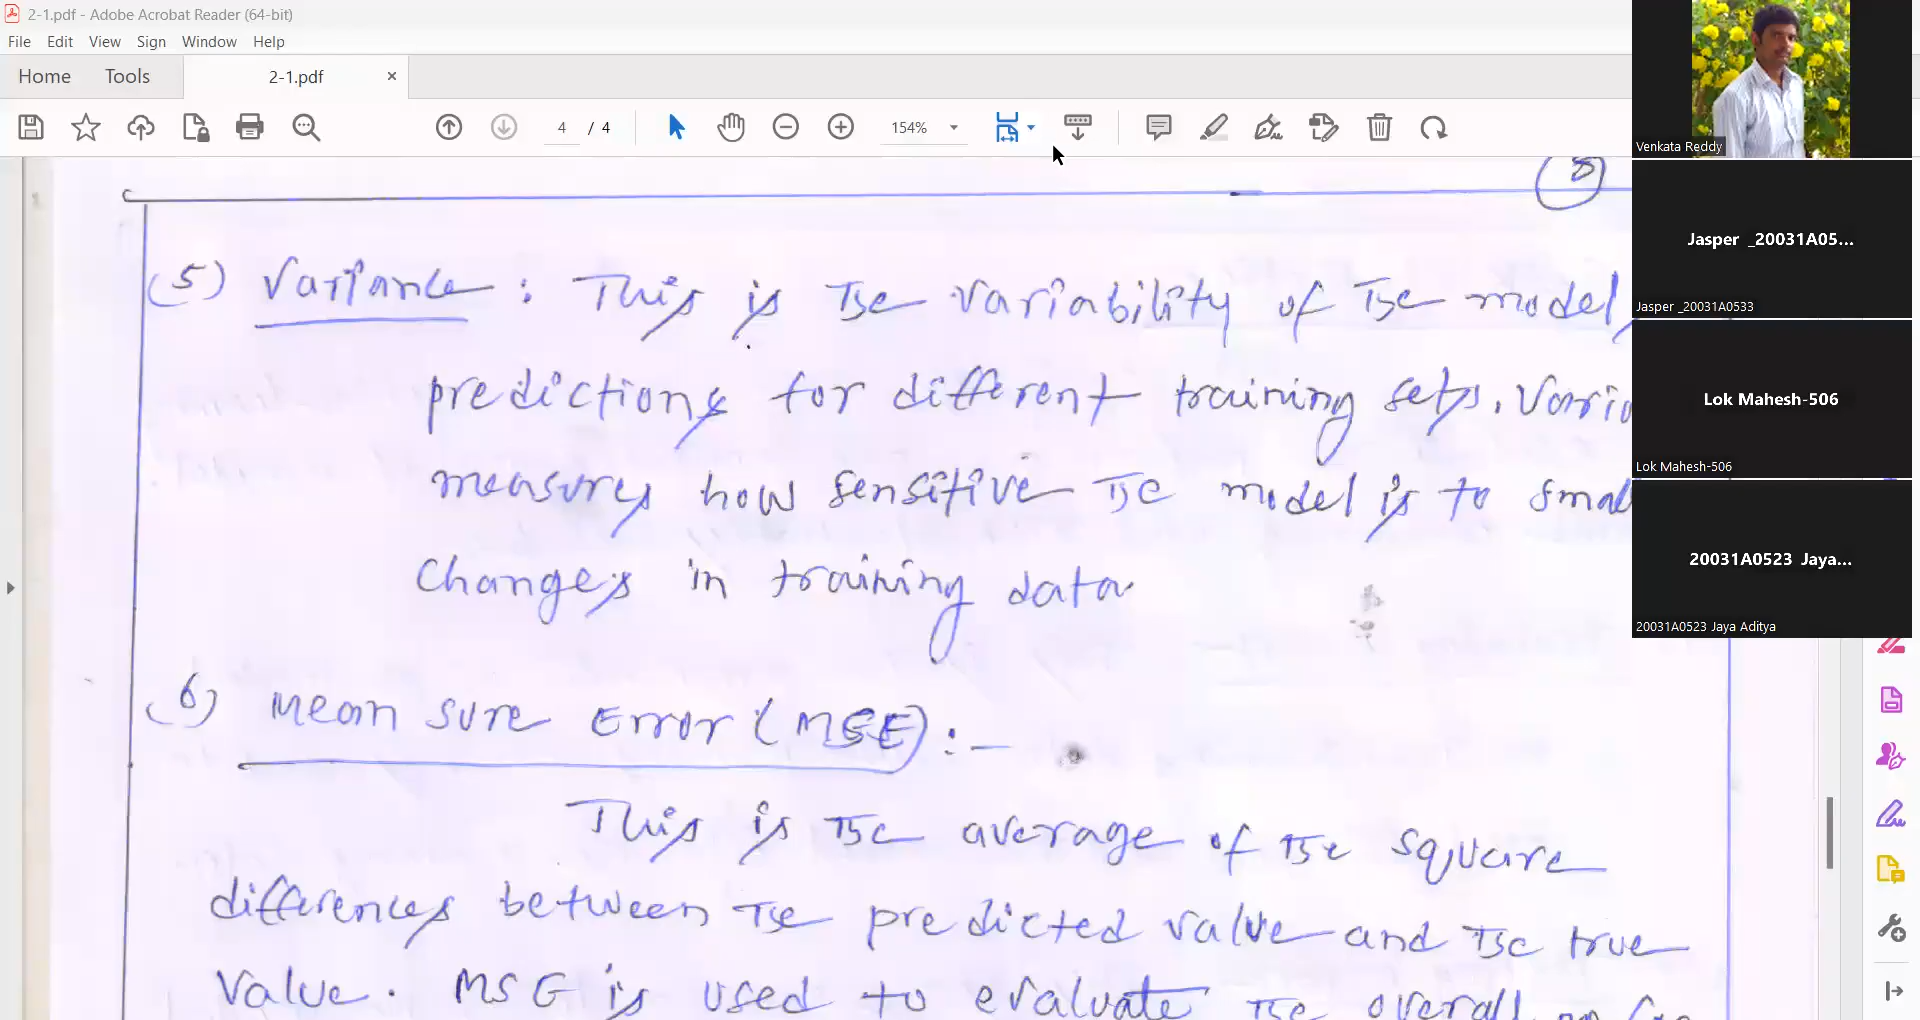 2-1.pdf - Adobe Acrobat Reader (64-bit)
File Edit View Sign Window Help
Home Tools 2-1.pdf ×
4 / 4 154%
8
(5) Variance : This is The variability of The model,
predictions for different training sets. Varia
measures how sensitive The model is to Small
Changes in training data
(6) Mean sure Error (MSE) :-
This is The average of The square
differences between The predicted value and The true
Value. MSG is used to evaluate The overall
Venkata Reddy
Jasper _20031A05...
Jasper _20031A0533
Lok Mahesh-506
Lok Mahesh-506
20031A0523 Jaya...
20031A0523 Jaya Aditya